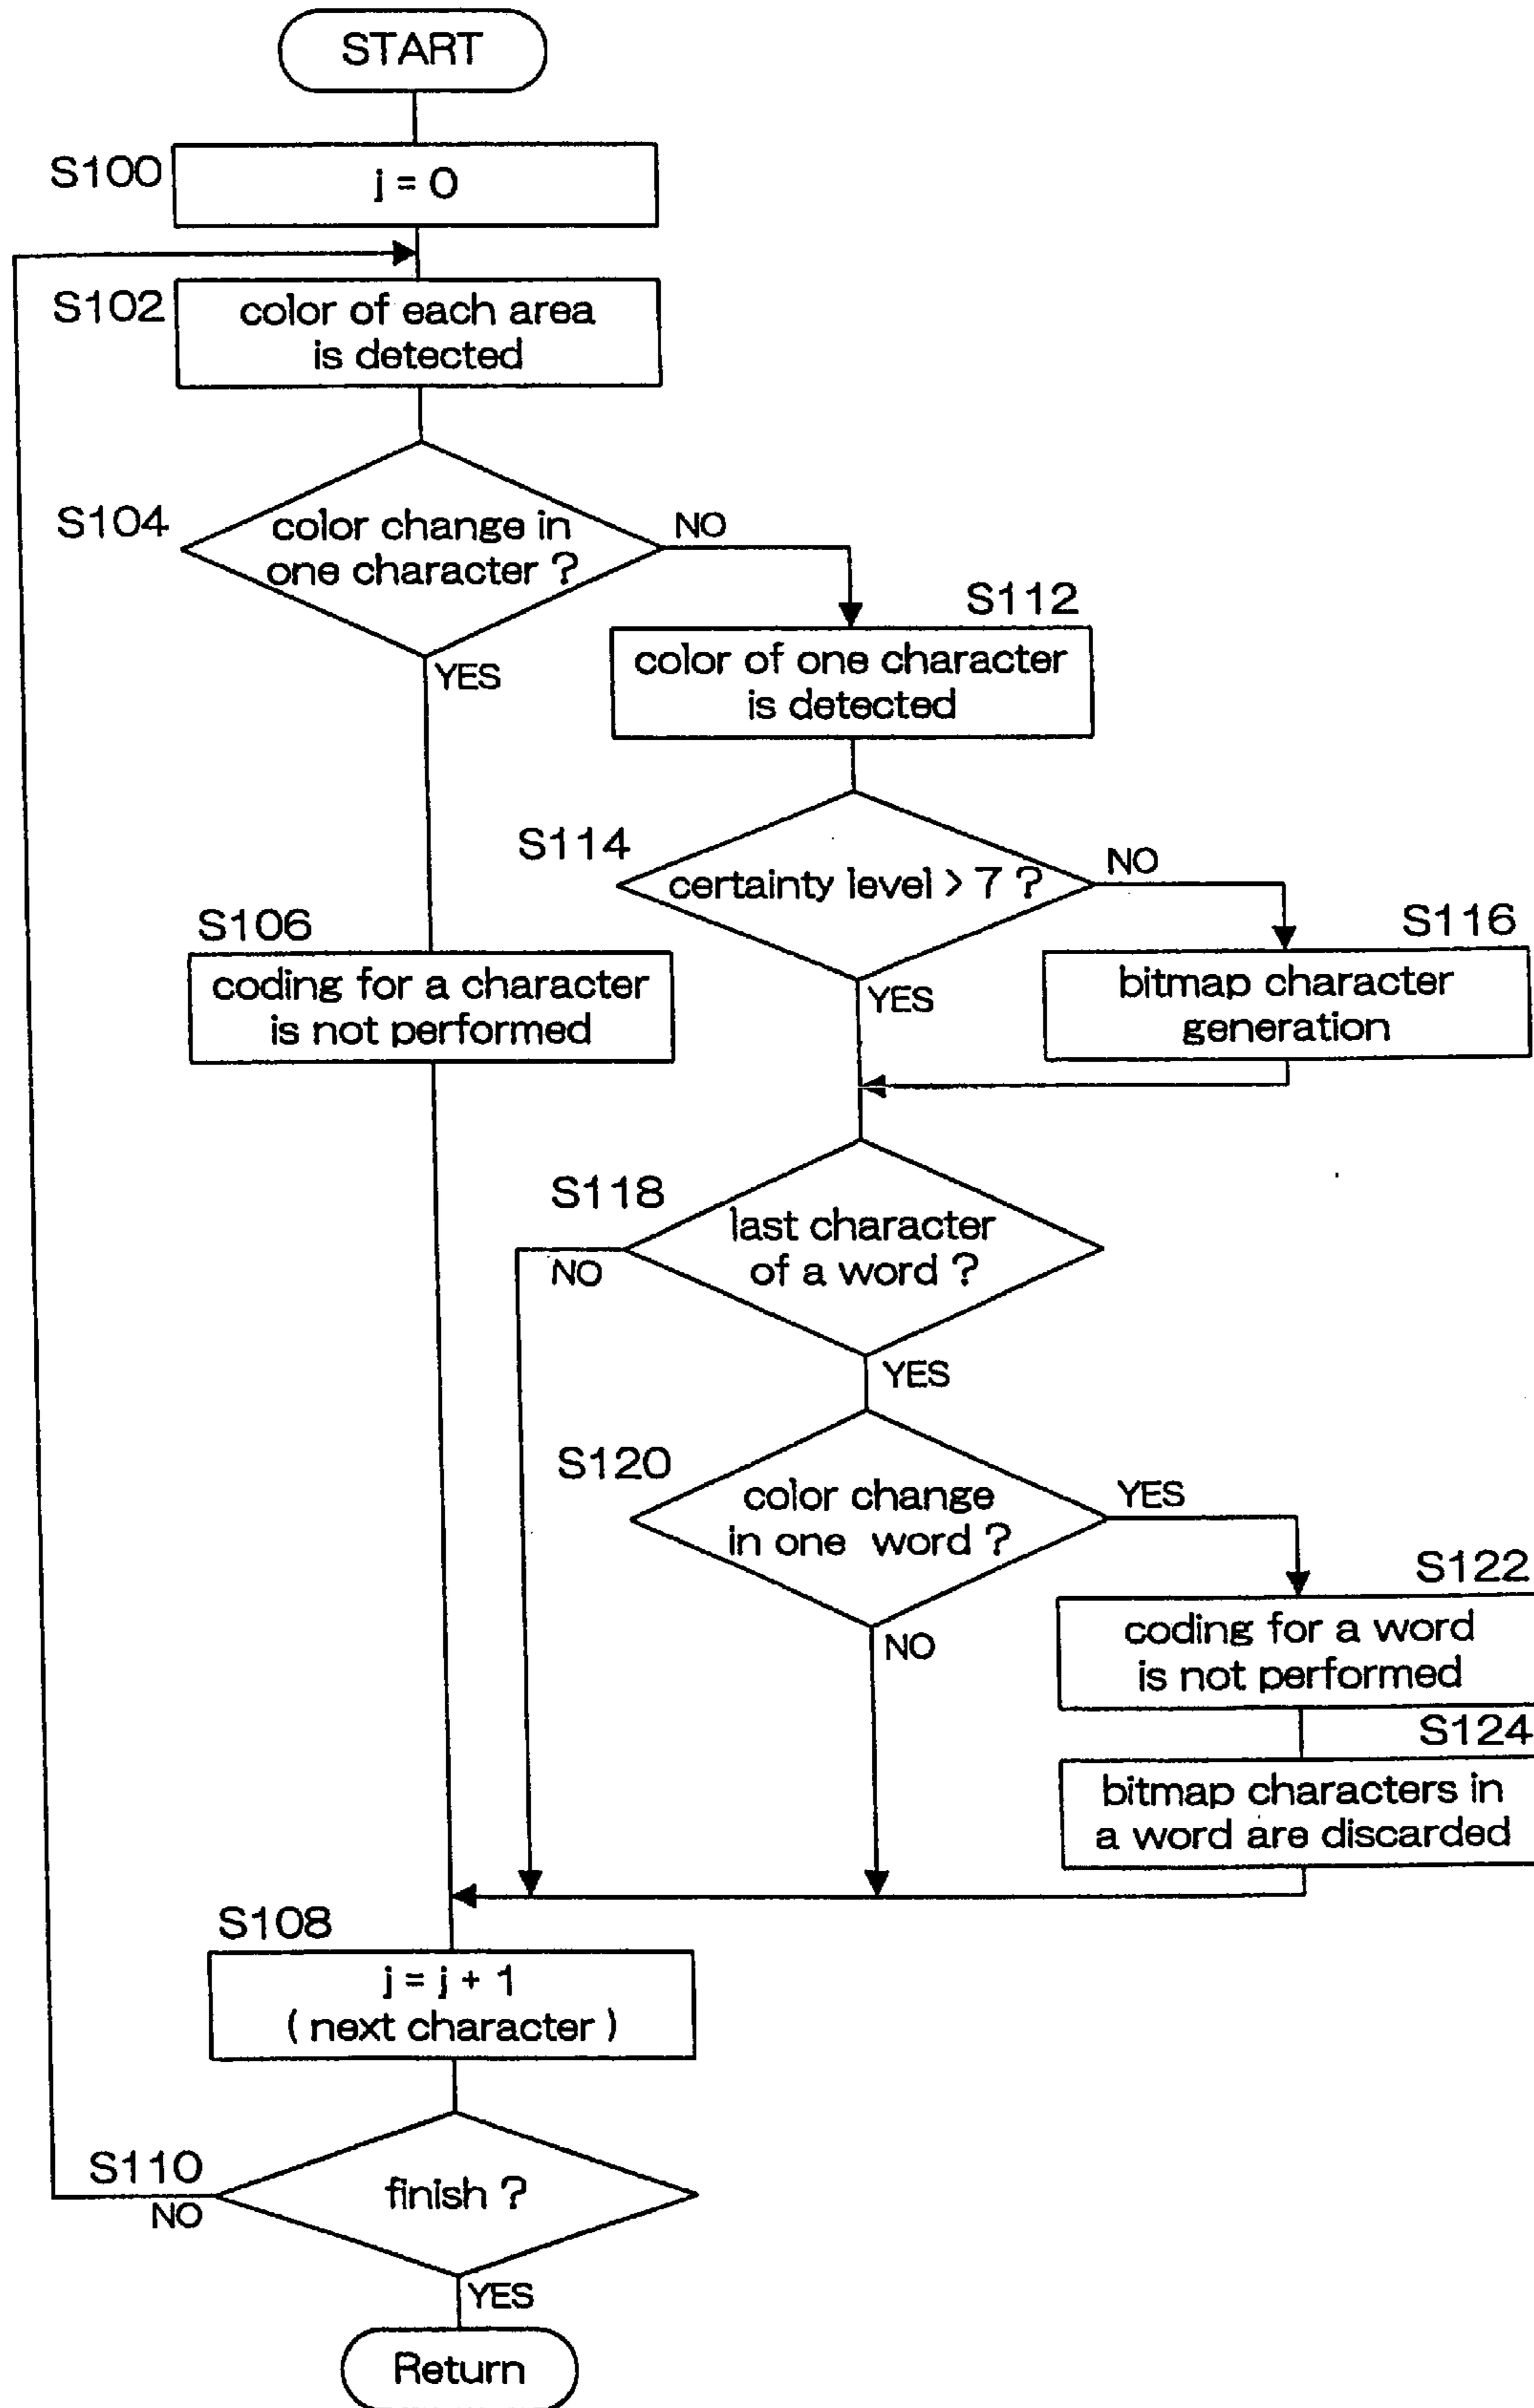 START
S100
j = 0
S102
color of each area
is detected
S104
color change in
one character ?
NO
YES
S112
color of one character
is detected
S114
certainty level > 7 ?
NO
YES
S116
bitmap character
generation
S106
coding for a character
is not performed
S118
last character
of a word ?
NO
YES
S120
color change
in one word ?
YES
NO
S122
coding for a word
is not performed
S124
bitmap characters in
a word are discarded
S108
j = j + 1
( next character )
S110
finish ?
NO
YES
Return